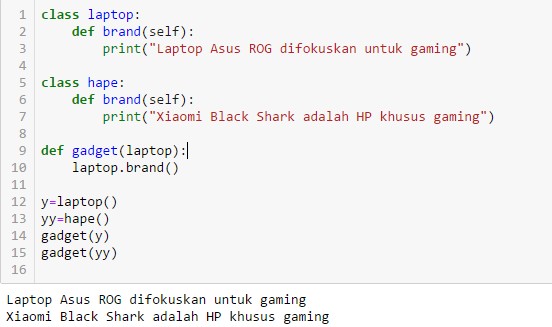 1 class laptop:
2     def brand(self):
3         print("Laptop Asus ROG difokuskan untuk gaming")
4
5 class hape:
6     def brand(self):
7         print("Xiaomi Black Shark adalah HP khusus gaming")
8
9 def gadget(laptop):
10     laptop.brand()
11
12 y=laptop()
13 yy=hape()
14 gadget(y)
15 gadget(yy)
16
Laptop Asus ROG difokuskan untuk gaming
Xiaomi Black Shark adalah HP khusus gaming